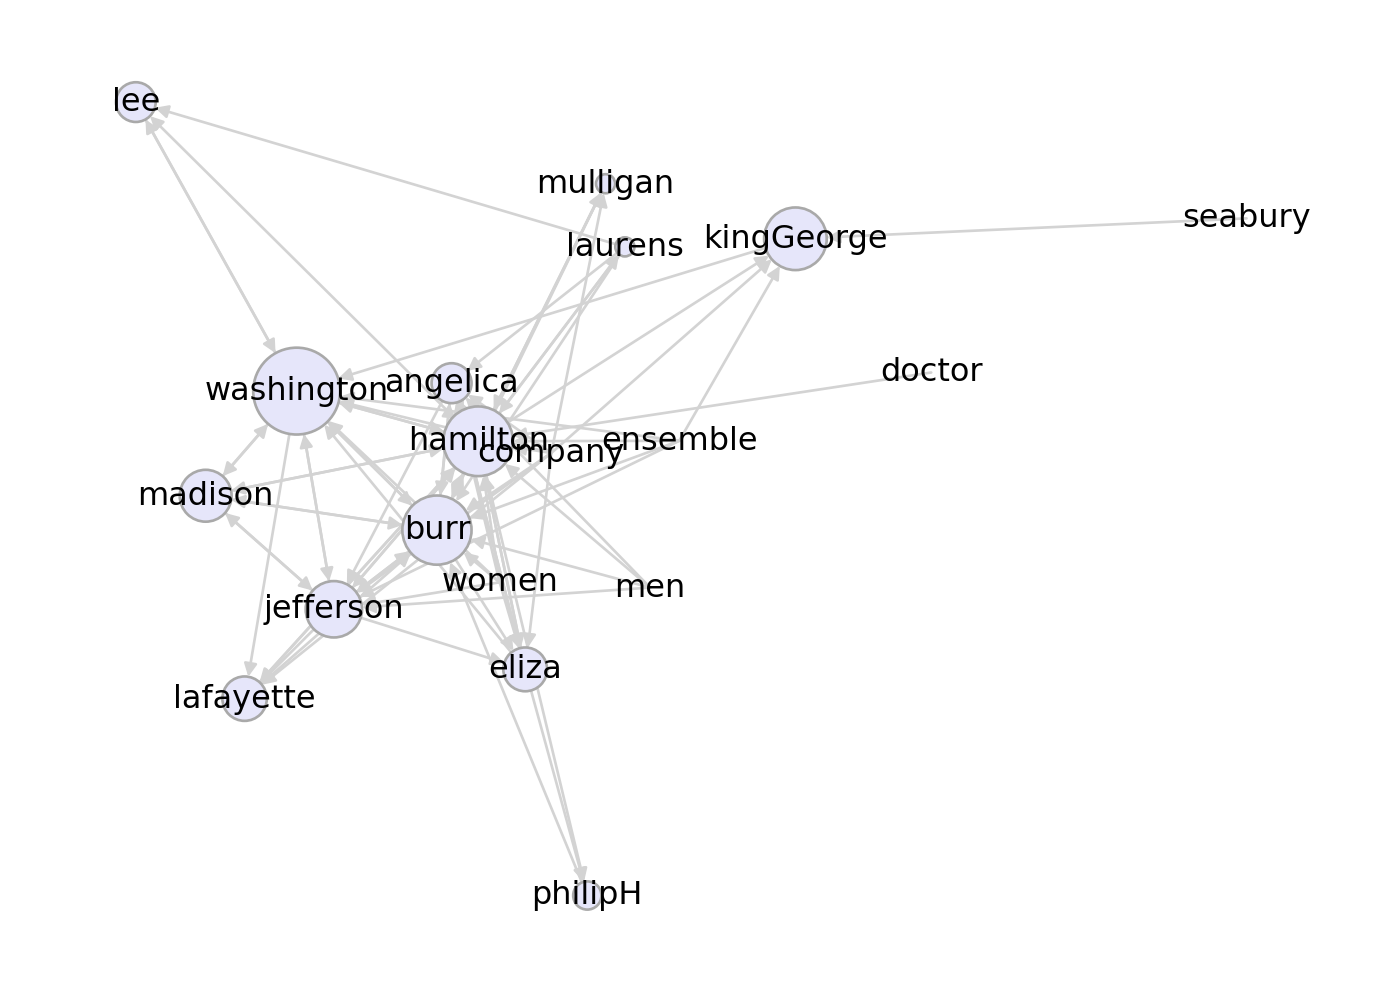 lee
mulligan
seabury
kingGeorge
laurens
doctor
washington
angelica
hamilton
ensemble
company
madison
burr
women
men
jefferson
eliza
lafayette
philipH